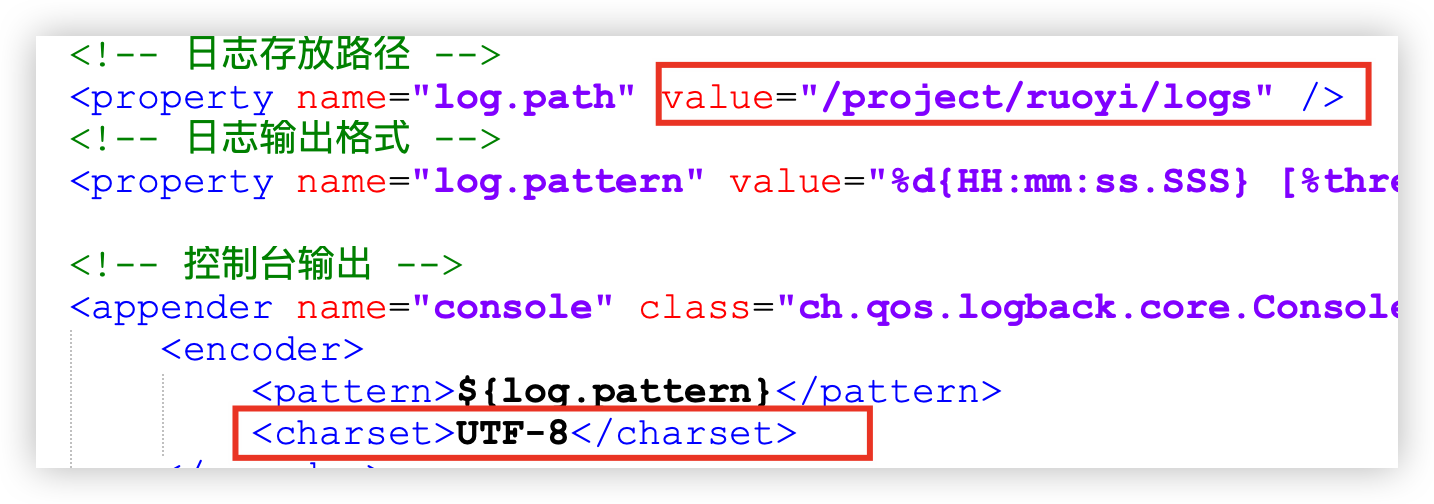 <!-- 日志存放路径 -->
<property name="log.path" value="/project/ruoyi/logs" />
<!-- 日志输出格式 -->
<property name="log.pattern" value="%d{HH:mm:ss.SSS} [%thre
<!-- 控制台输出 -->
<appender name="console" class="ch.qos.logback.core.Console
<encoder>
<pattern>${log.pattern}</pattern>
<charset>UTF-8</charset>